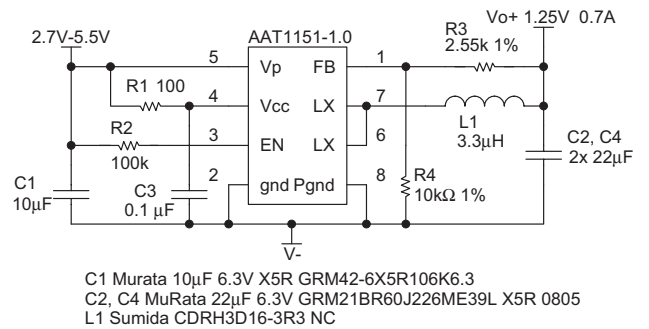 Vo+ 1.25V 0.7A
2.7V-5.5V
AAT1151-1.0
R3
2.55k 1%
5
Vp
FB
1
R1 100
4
Vcc
LX
7
L1
3.3µH
R2
100k
3
EN
LX
6
C2, C4
2x 22µF
C1
10µF
C3
0.1 µF
2
gnd
Pgnd
8
R4
10kΩ 1%
V-
C1 Murata 10µF 6.3V X5R GRM42-6X5R106K6.3
C2, C4 MuRata 22µF 6.3V GRM21BR60J226ME39L X5R 0805
L1 Sumida CDRH3D16-3R3 NC